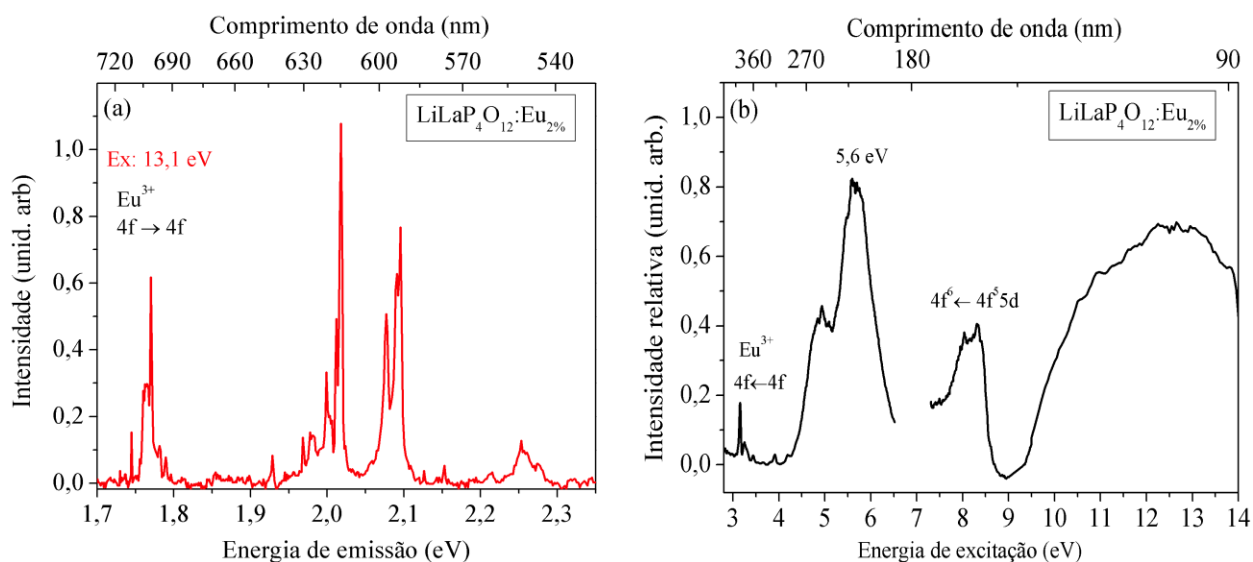 Comprimento de onda (nm)
720 690 660 630 600 570 540
(a)
LiLaP₄O₁₂:Eu₂%
1,0
Ex: 13,1 eV
Eu³⁺
4f → 4f
0,8
0,6
0,4
0,2
0,0
Intensidade (unid. arb)
1,7 1,8 1,9 2,0 2,1 2,2 2,3
Energia de emissão (eV)
Comprimento de onda (nm)
360 270 180 90
(b)
LiLaP₄O₁₂:Eu₂%
1,0
5,6 eV
0,8
0,6
4f⁶ ← 4f⁵5d
0,4
Eu³⁺
4f←4f
0,2
0,0
Intensidade relativa (unid. arb.)
3 4 5 6 7 8 9 10 11 12 13 14
Energia de excitação (eV)